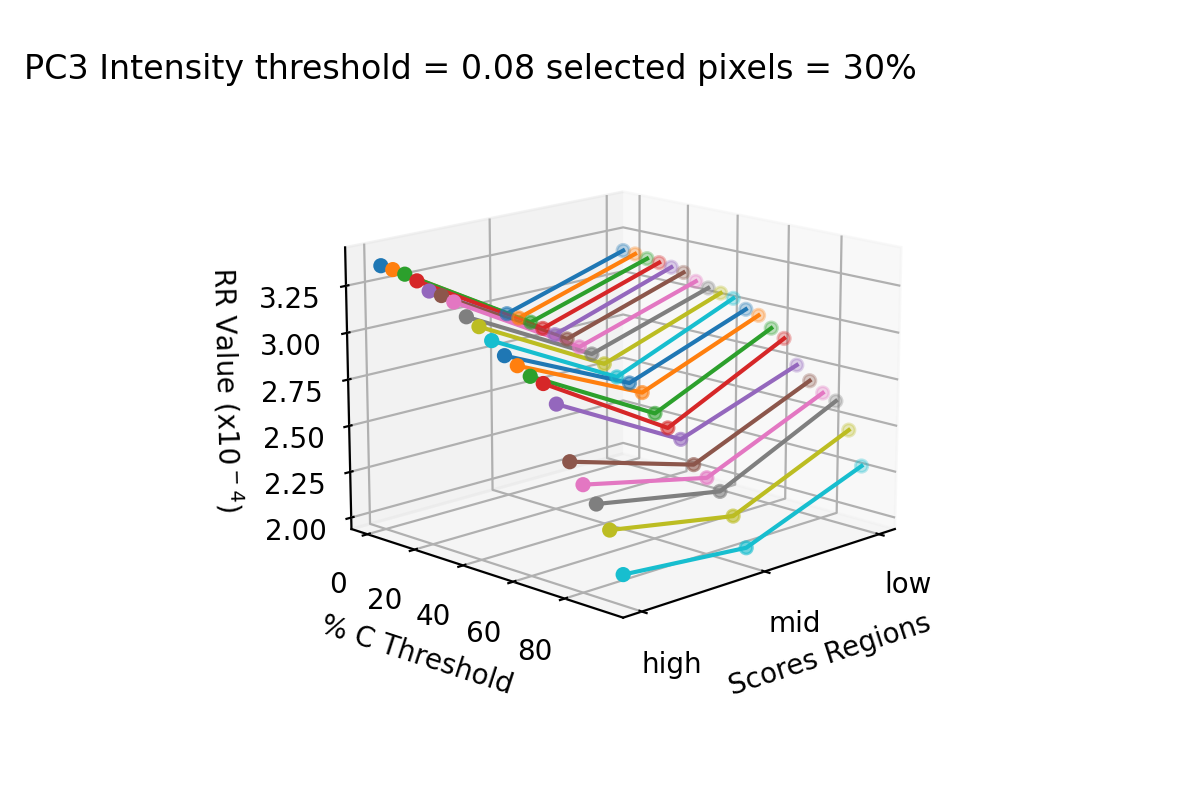 PC3 Intensity threshold = 0.08 selected pixels = 30%
RR Value (x10⁻⁴)
3.25
3.00
2.75
2.50
2.25
2.00
0
20
40
60
80
% C Threshold
high
mid
low
Scores Regions